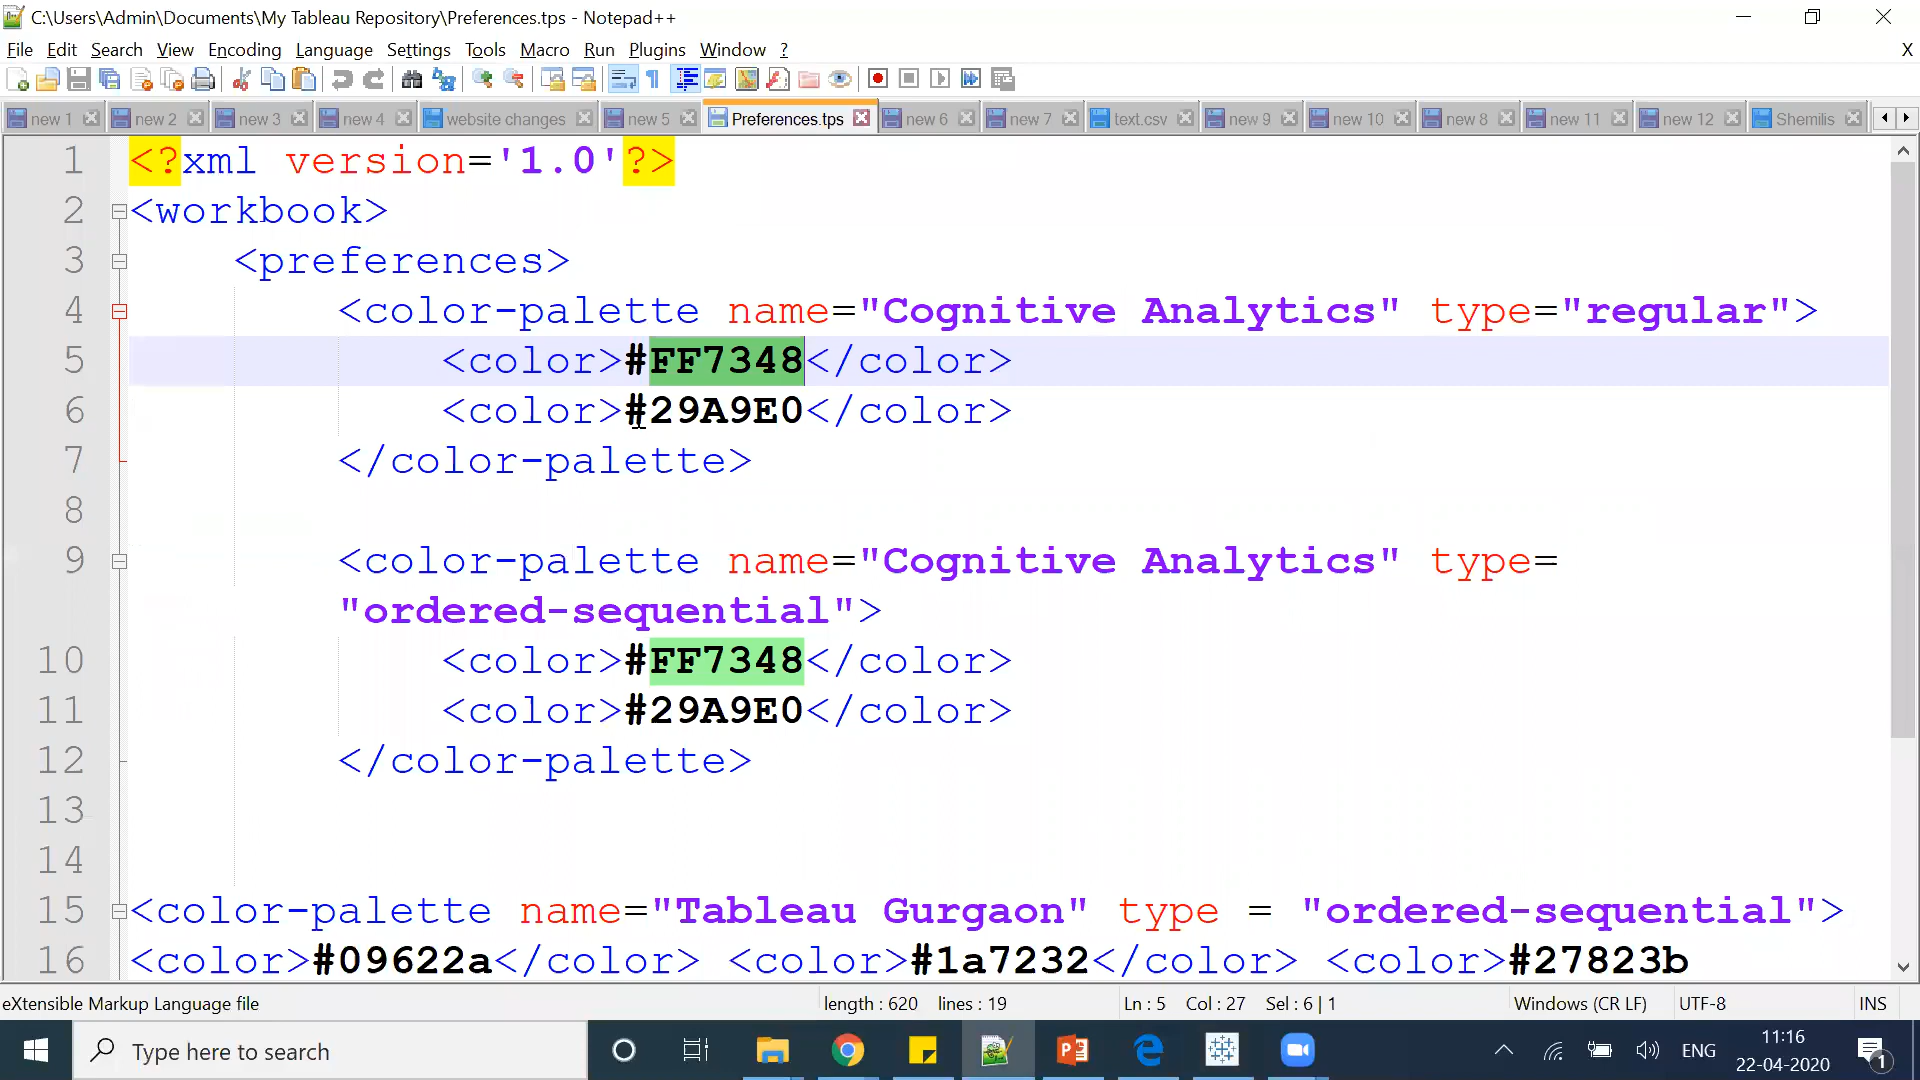 C:\Users\Admin\Documents\My Tableau Repository\Preferences.tps - Notepad++
File Edit Search View Encoding Language Settings Tools Macro Run Plugins Window ? X
new 1 new 2 new 3 new 4 website changes new 5 Preferences.tps new 6 new 7 text.csv new 9 new 10 new 8 new 11 new 12 Shemilis
1 <?xml version='1.0'?>
2 <workbook>
3 <preferences>
4 <color-palette name="Cognitive Analytics" type="regular">
5 <color>#FF7348</color>
6 <color>#29A9E0</color>
7 </color-palette>
8
9 <color-palette name="Cognitive Analytics" type=
"ordered-sequential">
10 <color>#FF7348</color>
11 <color>#29A9E0</color>
12 </color-palette>
13
14
15 <color-palette name="Tableau Gurgaon" type = "ordered-sequential">
16 <color>#09622a</color> <color>#1a7232</color> <color>#27823b
eXtensible Markup Language file length : 620 lines : 19 Ln : 5 Col : 27 Sel : 6 | 1 Windows (CR LF) UTF-8 INS
Type here to search ENG 11:16
22-04-2020 1